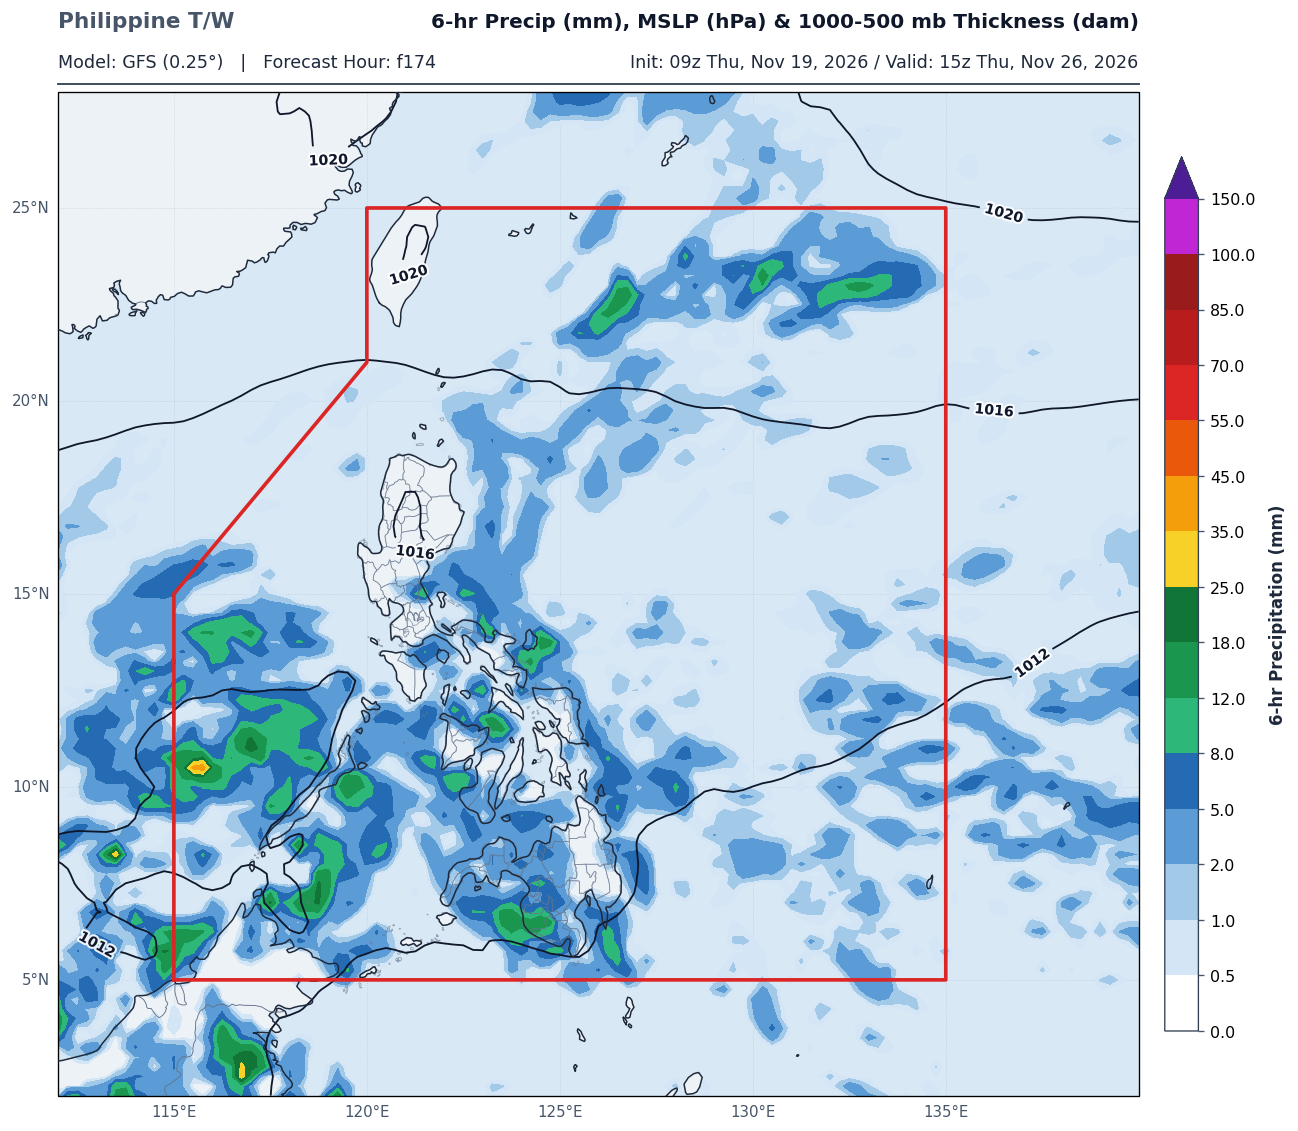 Philippine T/W
6-hr Precip (mm), MSLP (hPa) & 1000-500 mb Thickness (dam)
Model: GFS (0.25°) | Forecast Hour: f174
Init: 09z Thu, Nov 19, 2026 / Valid: 15z Thu, Nov 26, 2026
1020
1020
1020
1016
1016
1012
1012
25°N
20°N
15°N
10°N
5°N
115°E
120°E
125°E
130°E
135°E
150.0
100.0
85.0
70.0
55.0
45.0
35.0
25.0
18.0
12.0
8.0
5.0
2.0
1.0
0.5
0.0
6-hr Precipitation (mm)